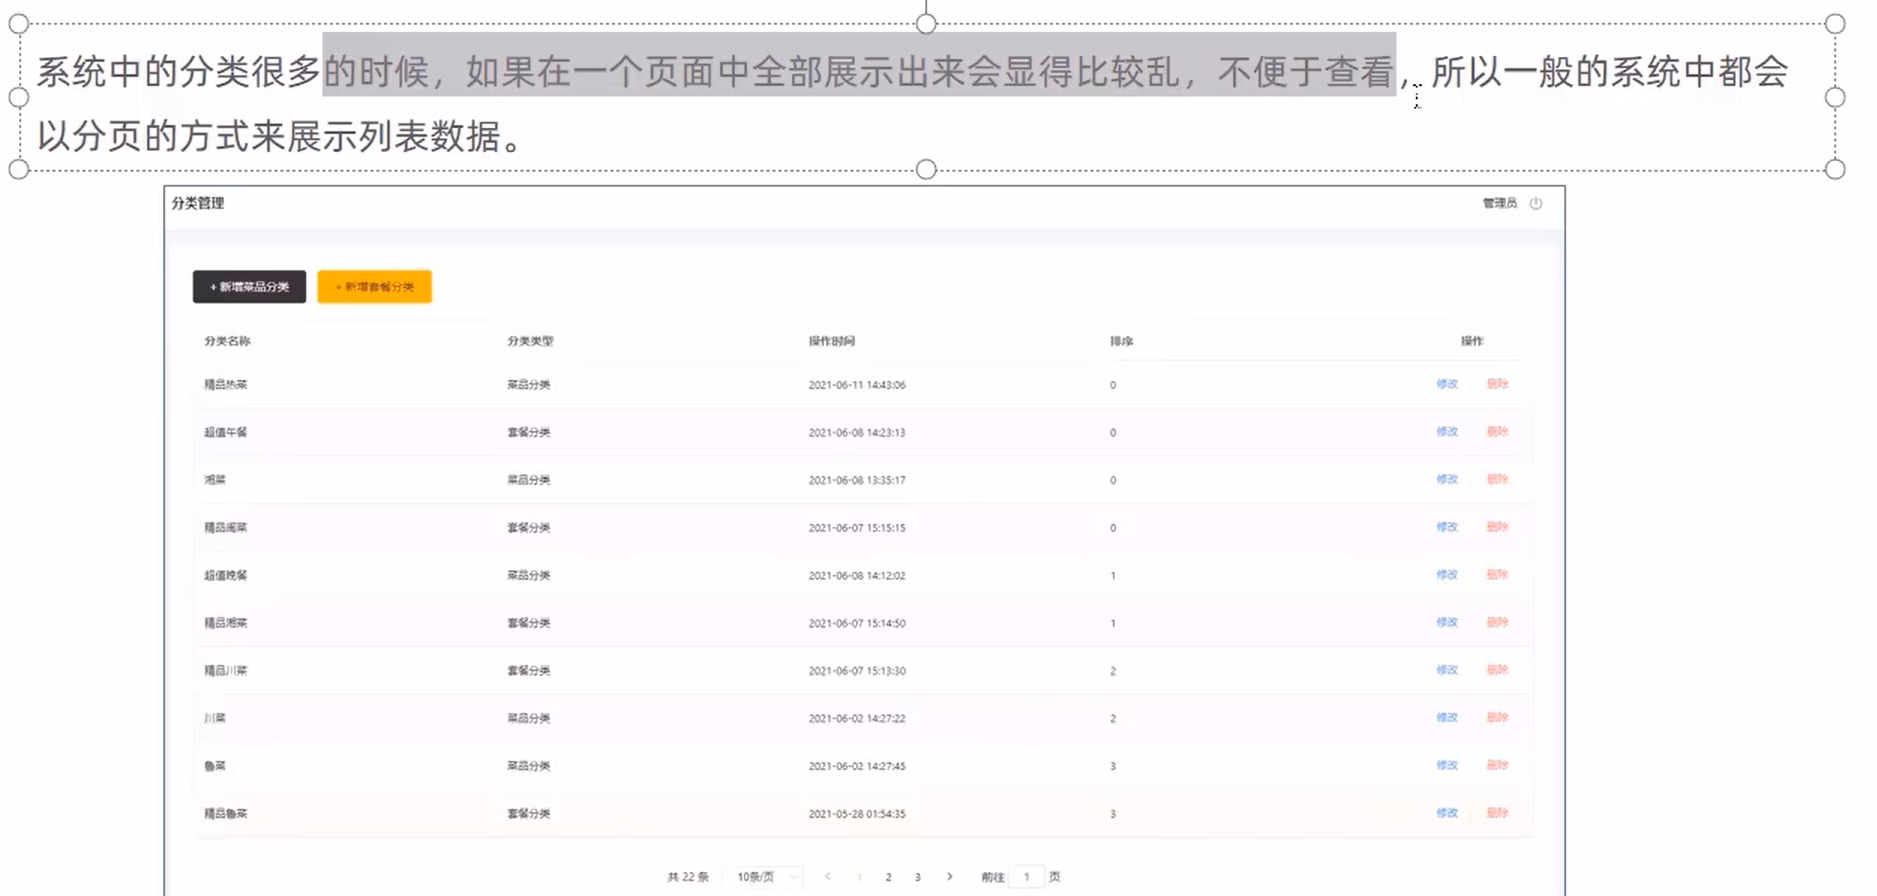 系统中的分类很多的时候，如果在一个页面中全部展示出来会显得比较乱，不便于查看，所以一般的系统中都会
以分页的方式来展示列表数据。
分类管理 管理员
+ 新增菜品分类 + 新增套餐分类
分类名称 分类类型 操作时间 排序 操作
精品热菜 菜品分类 2021-06-11 14:43:06 0 修改 删除
超值午餐 套餐分类 2021-06-08 14:23:13 0 修改 删除
湘菜 菜品分类 2021-06-08 13:35:17 0 修改 删除
精品闽菜 套餐分类 2021-06-07 15:15:15 0 修改 删除
超值晚餐 菜品分类 2021-06-08 14:12:02 1 修改 删除
精品湘菜 套餐分类 2021-06-07 15:14:50 1 修改 删除
精品川菜 套餐分类 2021-06-07 15:13:30 2 修改 删除
川菜 菜品分类 2021-06-02 14:27:22 2 修改 删除
鲁菜 菜品分类 2021-06-02 14:27:45 3 修改 删除
精品鲁菜 套餐分类 2021-05-28 01:54:35 3 修改 删除
共 22 条 10条/页 < 1 2 3 > 前往 1 页